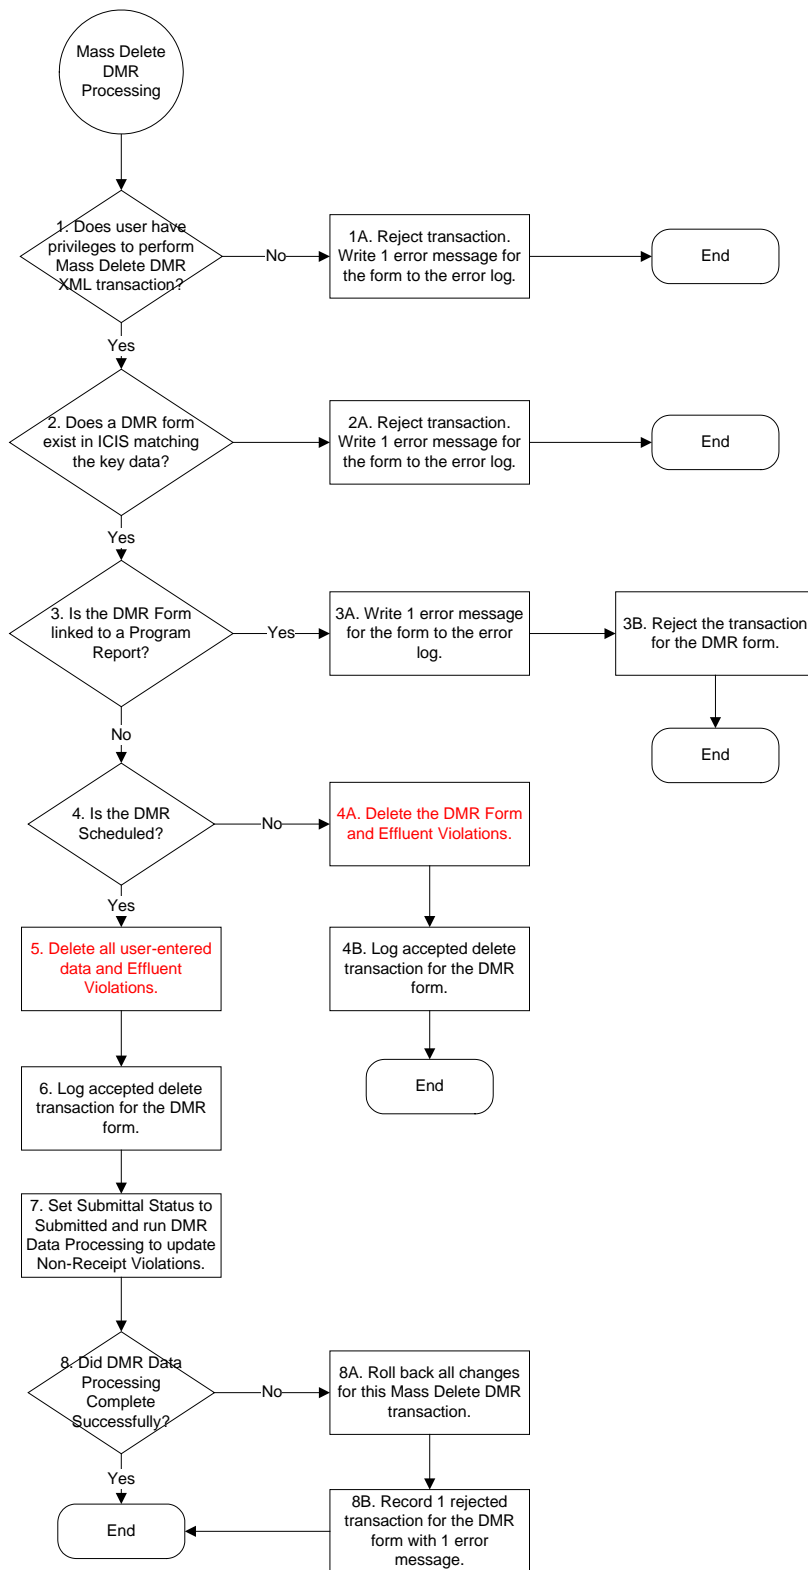 Mass Delete
DMR
Processing
1. Does user have
privileges to perform
Mass Delete DMR
XML transaction?
No
1A. Reject transaction.
Write 1 error message for
the form to the error log.
End
Yes
2. Does a DMR form
exist in ICIS matching
the key data?
2A. Reject transaction.
Write 1 error message for
the form to the error log.
End
Yes
3. Is the DMR Form
linked to a Program
Report?
Yes
3A. Write 1 error message
for the form to the error
log.
3B. Reject the transaction
for the DMR form.
End
No
4. Is the DMR
Scheduled?
No
4A. Delete the DMR Form
and Effluent Violations.
Yes
5. Delete all user-entered
data and Effluent
Violations.
4B. Log accepted delete
transaction for the DMR
form.
End
6. Log accepted delete
transaction for the DMR
form.
7. Set Submittal Status to
Submitted and run DMR
Data Processing to update
Non-Receipt Violations.
8. Did DMR Data
Processing
Complete
Successfully?
No
8A. Roll back all changes
for this Mass Delete DMR
transaction.
Yes
End
8B. Record 1 rejected
transaction for the DMR
form with 1 error
message.